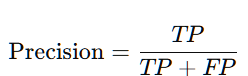 Precision = TP / TP + FP